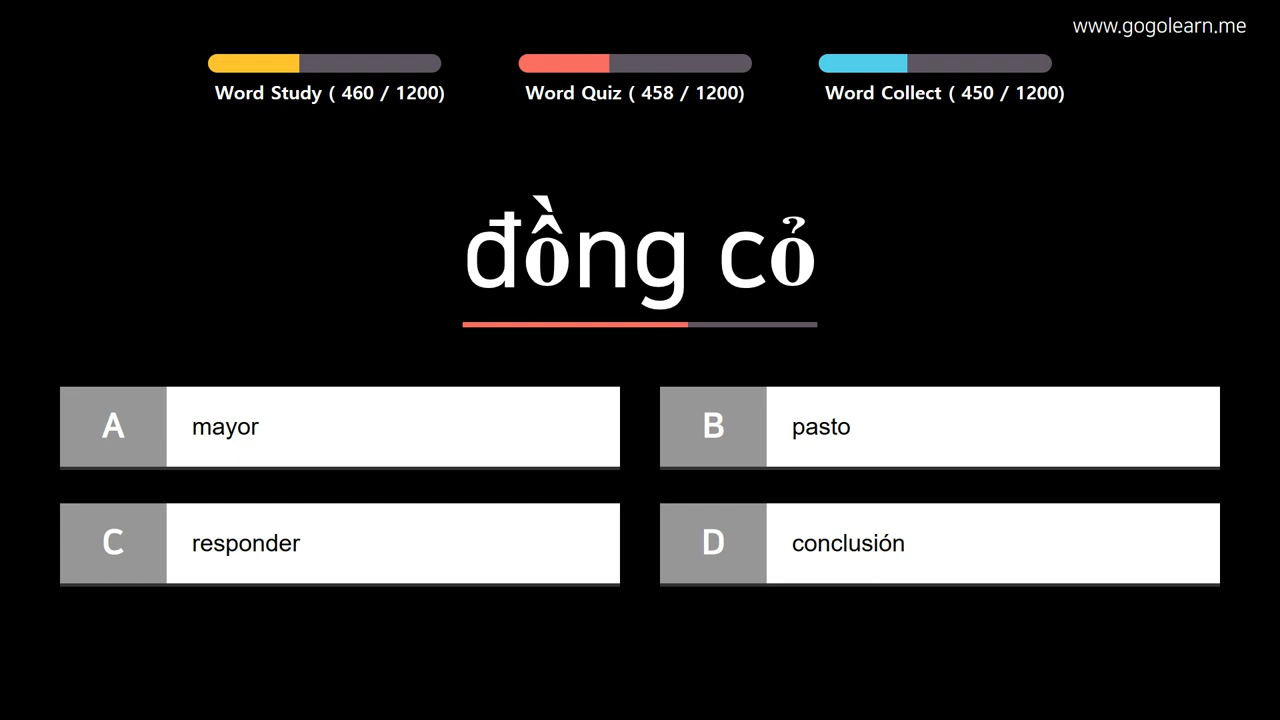 www.gogolearn.me
Word Study ( 460 / 1200)
Word Quiz ( 458 / 1200)
Word Collect ( 450 / 1200)
đồng cỏ
A mayor
B pasto
C responder
D conclusión